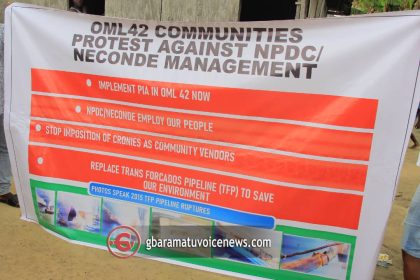 OML42 COMMUNITIES
PROTEST AGAINST NPDC/
NECONDE MANAGEMENT
IMPLEMENT PIA IN OML 42 NOW
NPDC/NECONDE EMPLOY OUR PEOPLE
STOP IMPOSITION OF CRONIES AS COMMUNITY VENDORS
REPLACE TRANS FORCADOS PIPELINE (TFP) TO SAVE
OUR ENVIRONMENT
PHOTOS SPEAK 2015 TFP PIPELINE RUPTURES
gbaramatuvoicenews.com